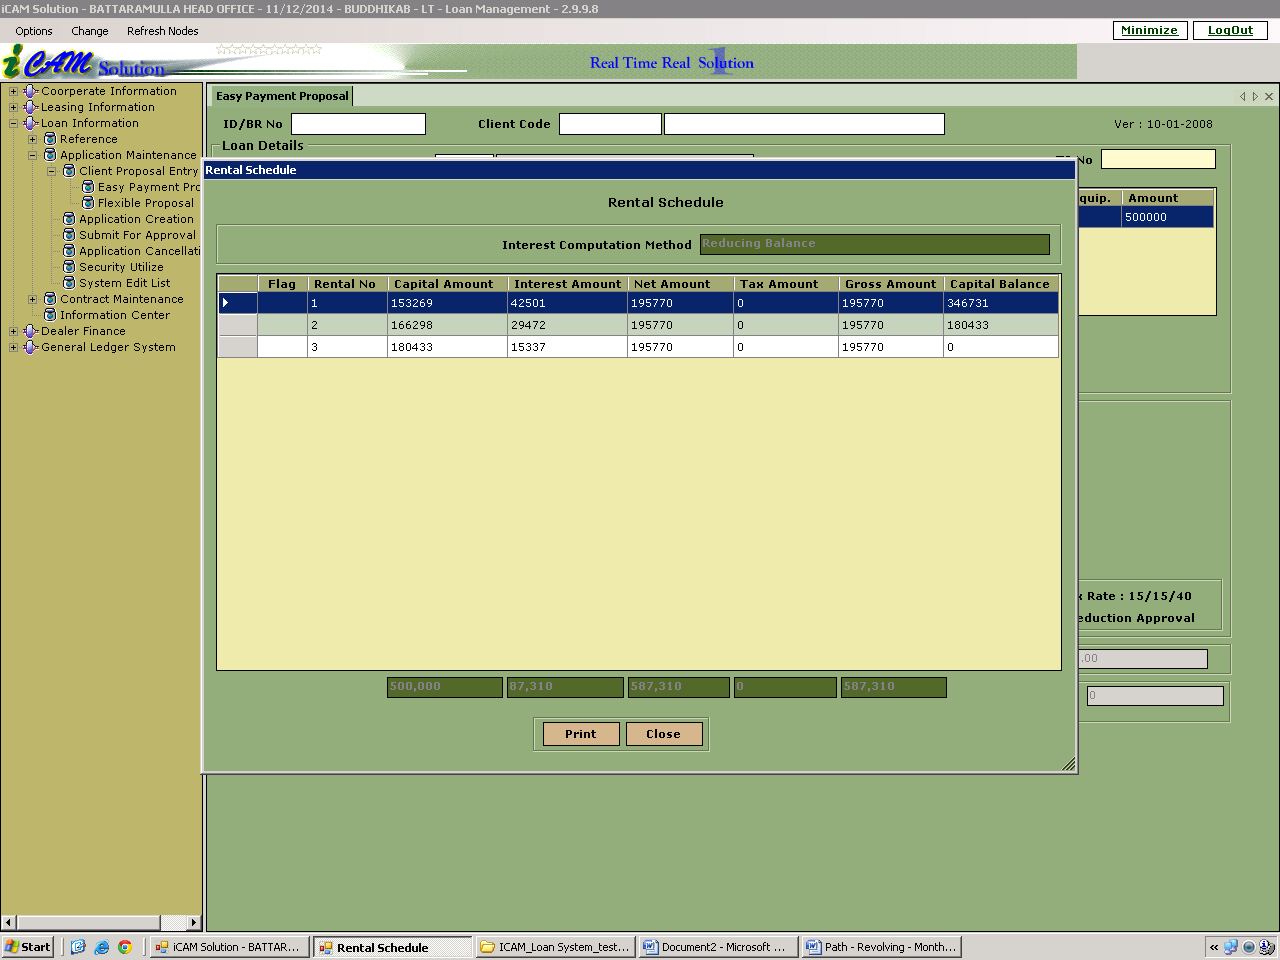 iCAM Solution - BATTARAMULLA HEAD OFFICE - 11/12/2014 - BUDDHIKAB - LT - Loan Management - 2.9.9.8
Options Change Refresh Nodes Minimize LogOut
iCAM Solution Real Time Real Solution 1
Coorperate Information
Leasing Information
Loan Information
Reference
Application Maintenance
Client Proposal Entry
Easy Payment Pro
Flexible Proposal
Application Creation
Submit For Approval
Application Cancellati
Security Utilize
System Edit List
Contract Maintenance
Information Center
Dealer Finance
General Ledger System
Easy Payment Proposal
ID/BR No Client Code Ver : 10-01-2008
Loan Details
No
quip. Amount
500000
Rental Schedule
Rental Schedule
Interest Computation Method Reducing Balance
Flag Rental No Capital Amount Interest Amount Net Amount Tax Amount Gross Amount Capital Balance
1 153269 42501 195770 0 195770 346731
2 166298 29472 195770 0 195770 180433
3 180433 15337 195770 0 195770 0
500,000 87,310 587,310 0 587,310
Print Close
x Rate : 15/15/40
eduction Approval
.00
0
Start iCAM Solution - BATTAR... Rental Schedule ICAM_Loan System_test... Document2 - Microsoft ... Path - Revolving - Month...